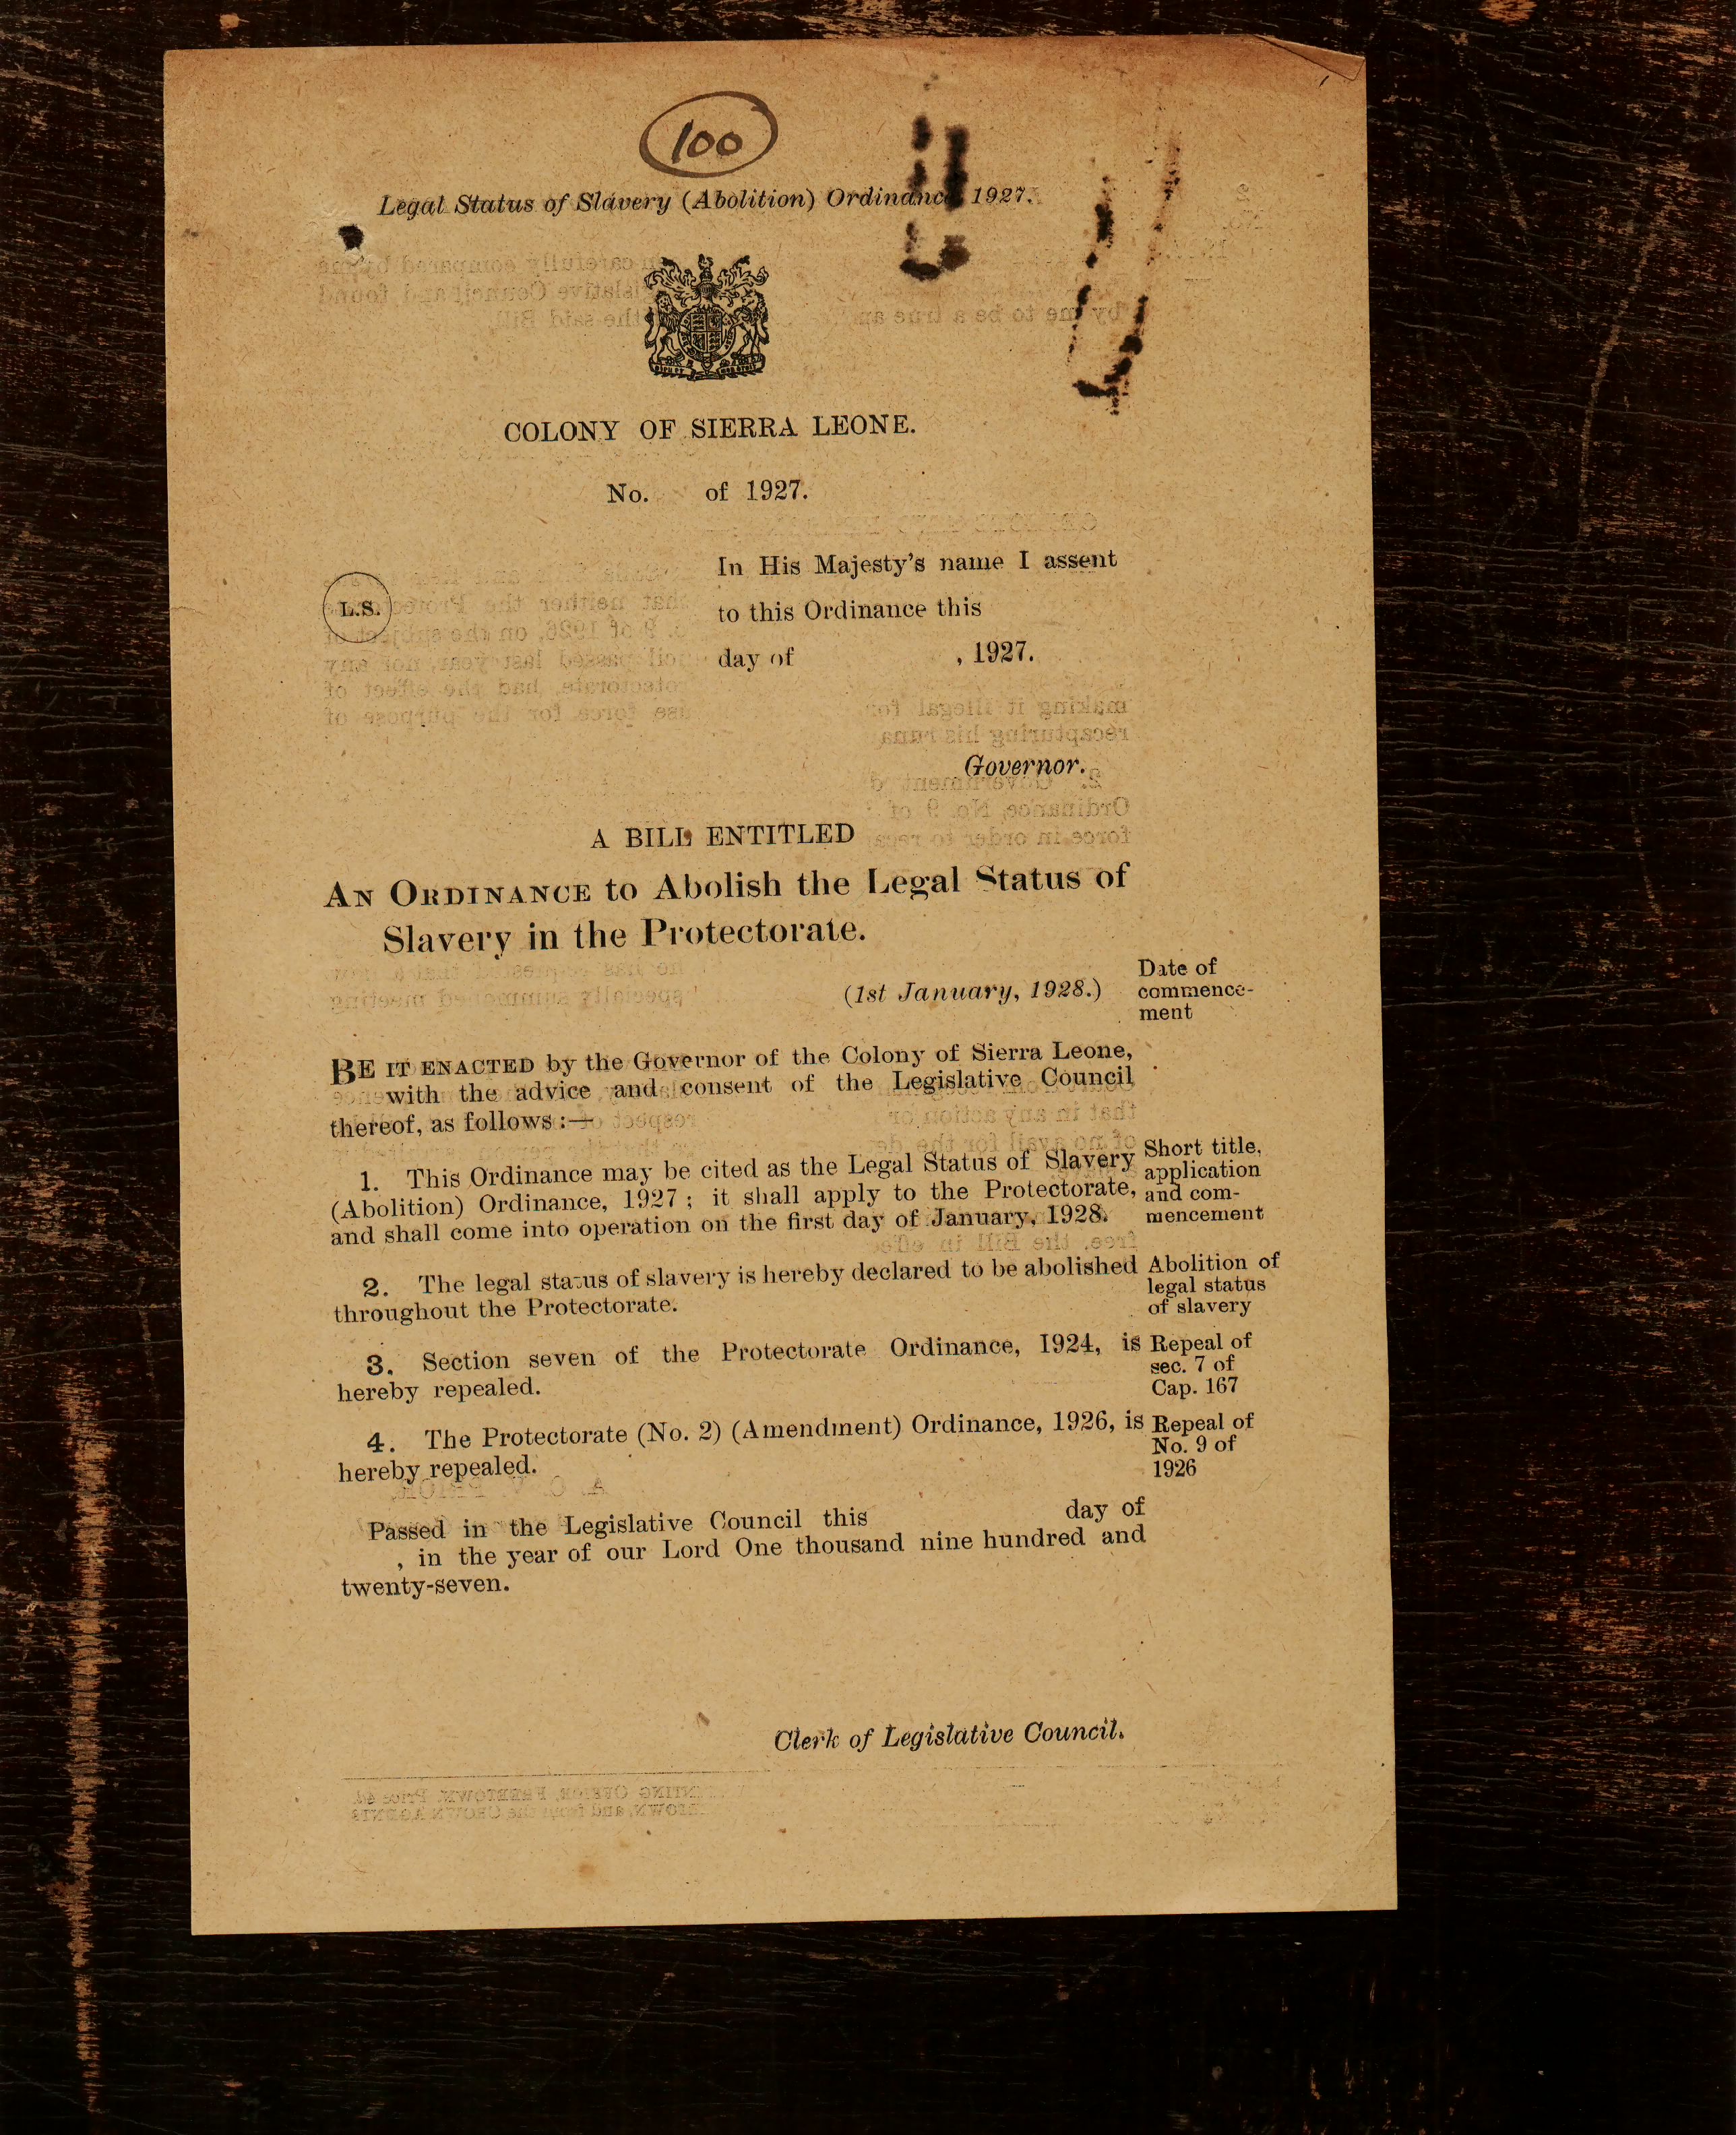 100
Legal Status of Slavery (Abolition) Ordinance 1927.
COLONY OF SIERRA LEONE.
No. of 1927.
L.S.
In His Majesty's name I assent
to this Ordinance this
day of , 1927.
Governor.
A BILL ENTITLED
AN ORDINANCE to Abolish the Legal Status of
Slavery in the Protectorate.
(1st January, 1928.)
Date of
commence-
ment
BE IT ENACTED by the Governor of the Colony of Sierra Leone,
with the advice and consent of the Legislative Council
thereof, as follows :—
1. This Ordinance may be cited as the Legal Status of Slavery
(Abolition) Ordinance, 1927 ; it shall apply to the Protectorate,
and shall come into operation on the first day of January, 1928.
Short title,
application
and com-
mencement
2. The legal status of slavery is hereby declared to be abolished
throughout the Protectorate.
Abolition of
legal status
of slavery
3. Section seven of the Protectorate Ordinance, 1924, is
hereby repealed.
Repeal of
sec. 7 of
Cap. 167
4. The Protectorate (No. 2) (Amendment) Ordinance, 1926, is
hereby repealed.
Repeal of
No. 9 of
1926
Passed in the Legislative Council this day of
, in the year of our Lord One thousand nine hundred and
twenty-seven.
Clerk of Legislative Council.